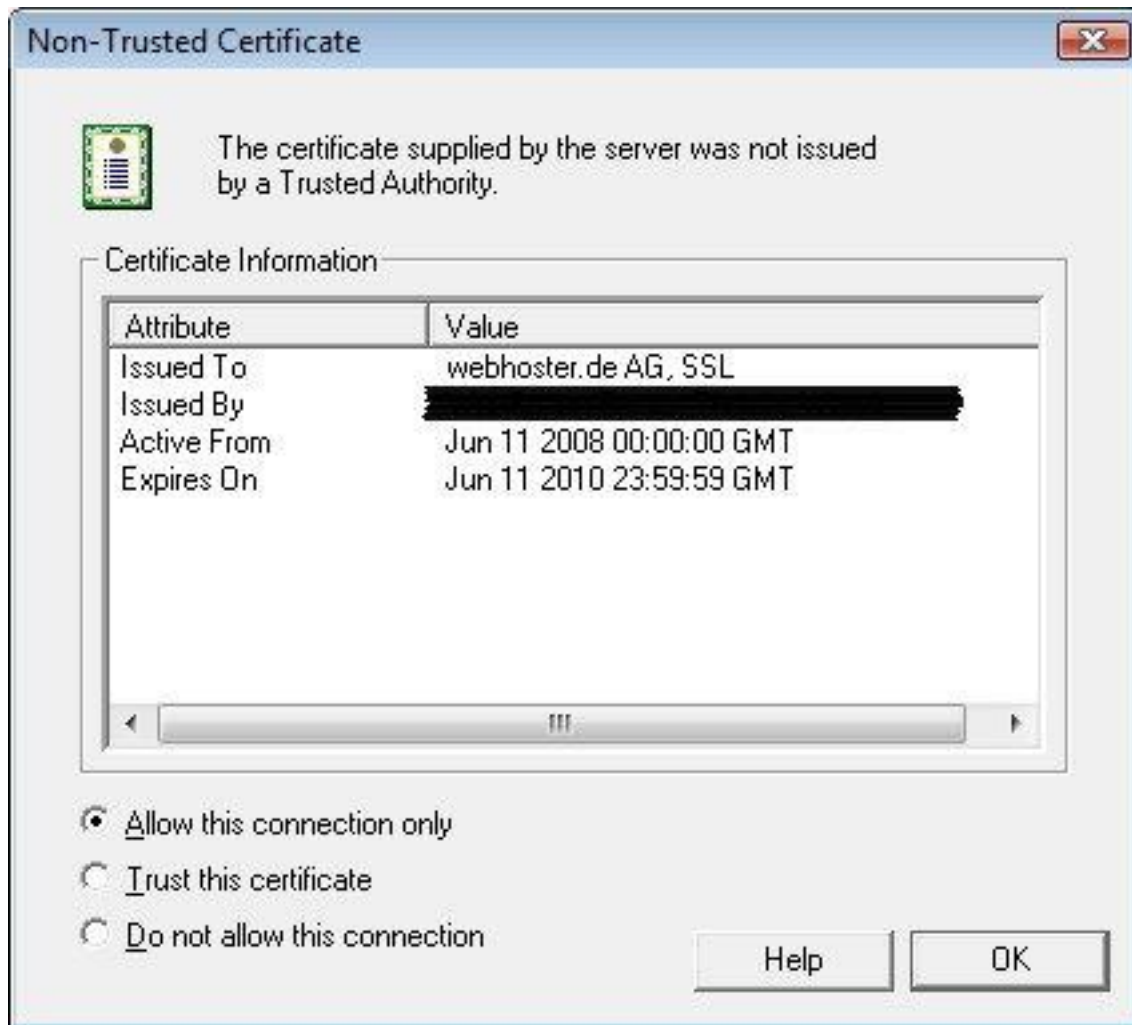 Non-Trusted Certificate
The certificate supplied by the server was not issued
by a Trusted Authority.
Certificate Information
Attribute Value
Issued To webhoster.de AG, SSL
Issued By
Active From Jun 11 2008 00:00:00 GMT
Expires On Jun 11 2010 23:59:59 GMT
Allow this connection only
Trust this certificate
Do not allow this connection
Help OK